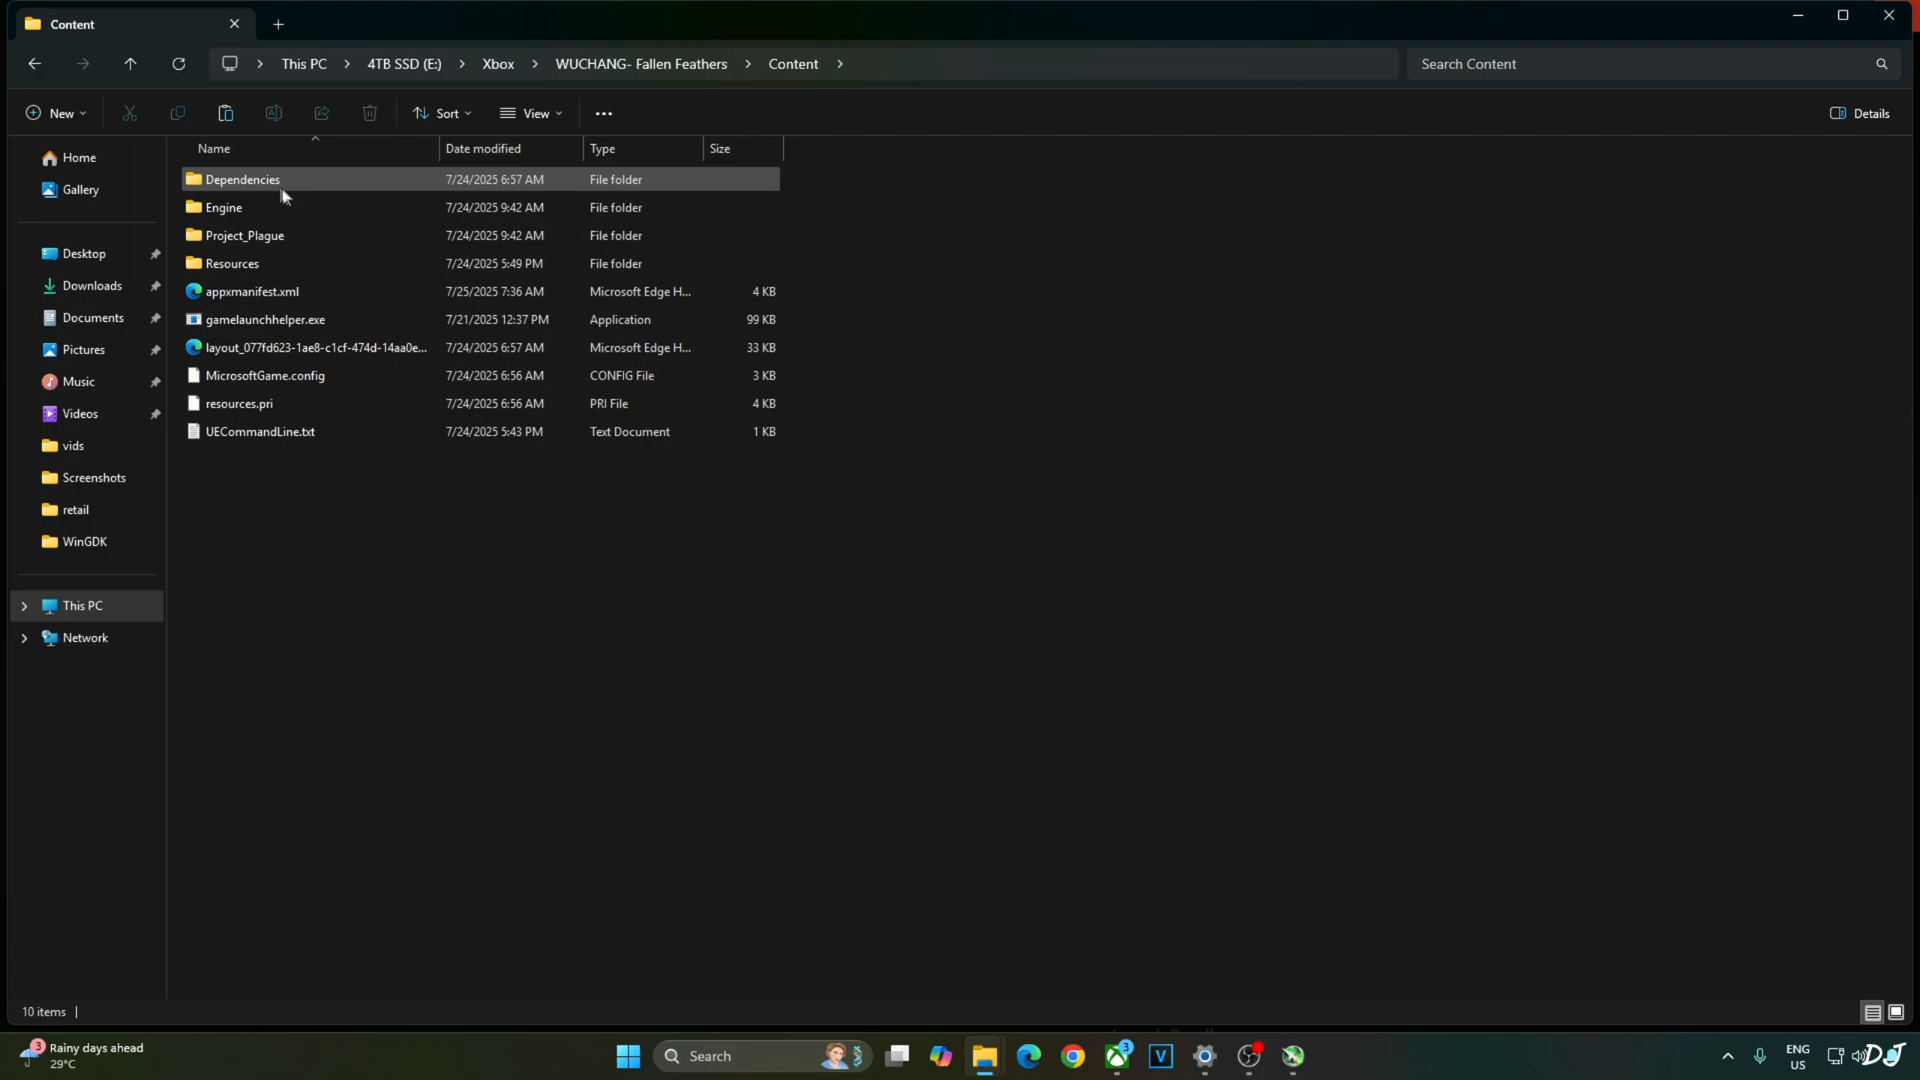 Content
This PC > 4TB SSD (E:) > Xbox > WUCHANG- Fallen Feathers > Content >
Search Content
New
Sort
View
Details
Name Date modified Type Size
Home
Gallery
Desktop
Downloads
Documents
Pictures
Music
Videos
vids
Screenshots
retail
WinGDK
This PC
Network
Dependencies 7/24/2025 6:57 AM File folder
Engine 7/24/2025 9:42 AM File folder
Project_Plague 7/24/2025 9:42 AM File folder
Resources 7/24/2025 5:49 PM File folder
appxmanifest.xml 7/25/2025 7:36 AM Microsoft Edge H... 4 KB
gamelaunchhelper.exe 7/21/2025 12:37 PM Application 99 KB
layout_077fd623-1ae8-c1cf-474d-14aa0e... 7/24/2025 6:57 AM Microsoft Edge H... 33 KB
MicrosoftGame.config 7/24/2025 6:56 AM CONFIG File 3 KB
resources.pri 7/24/2025 6:56 AM PRI File 4 KB
UECommandLine.txt 7/24/2025 5:43 PM Text Document 1 KB
10 items
3
Rainy days ahead
29°C
Search
3
V
ENG
US
DJ